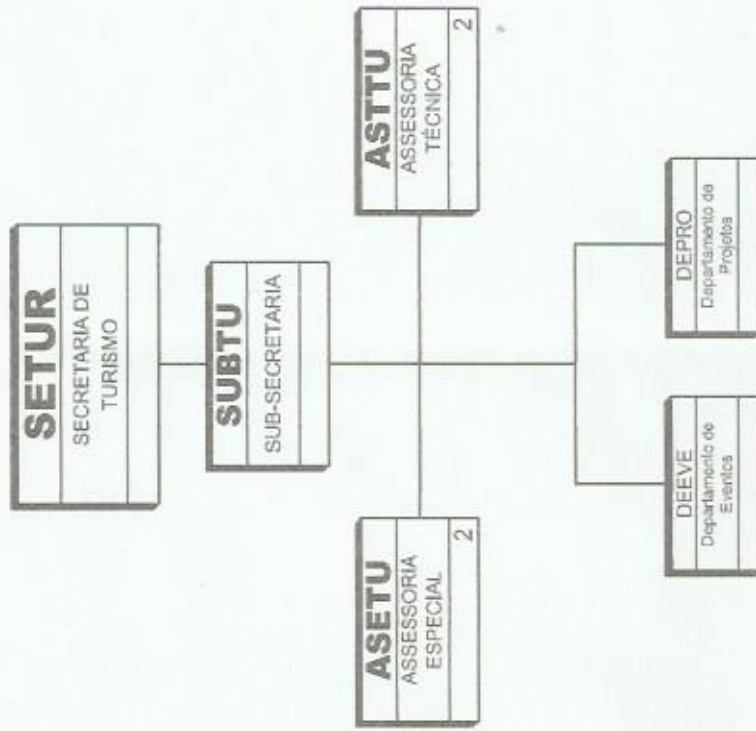 SETUR
SECRETARIA DE
TURISMO
SUBTU
SUB-SECRETARIA
ASETU
ASSESSORIA
ESPECIAL
2
ASTTU
ASSESSORIA
TÉCNICA
2
DEEVE
Departamento de
Eventos
DEPRO
Departamento de
Projetos